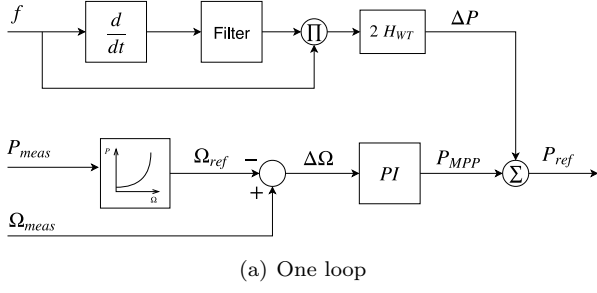 f
d
dt
Filter
∏
2 H_WT
ΔP
P_meas
P
Ω
Ω_ref
−
+
ΔΩ
PI
P_MPP
Σ
P_ref
Ω_meas
(a) One loop